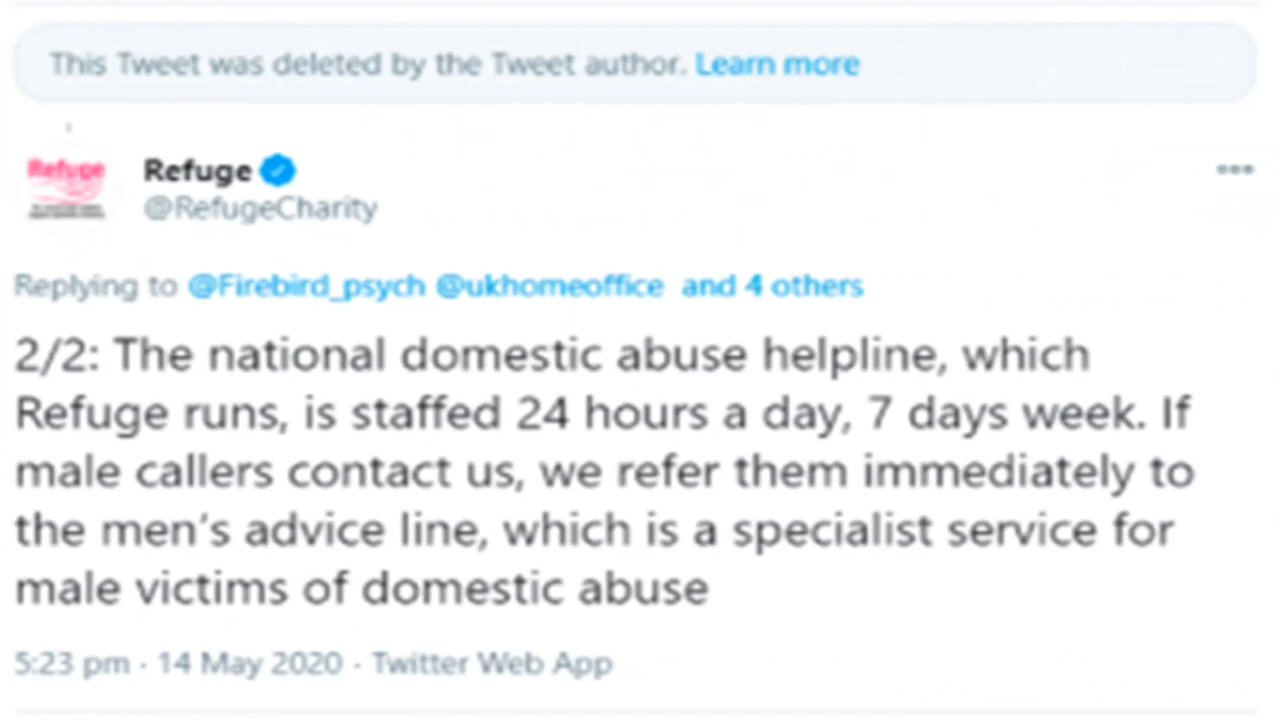 This Tweet was deleted by the Tweet author. Learn more
Refuge
Refuge
@RefugeCharity
Replying to @Firebird_psych @ukhomeoffice and 4 others
2/2: The national domestic abuse helpline, which
Refuge runs, is staffed 24 hours a day, 7 days week. If
male callers contact us, we refer them immediately to
the men's advice line, which is a specialist service for
male victims of domestic abuse
5:23 pm · 14 May 2020 · Twitter Web App